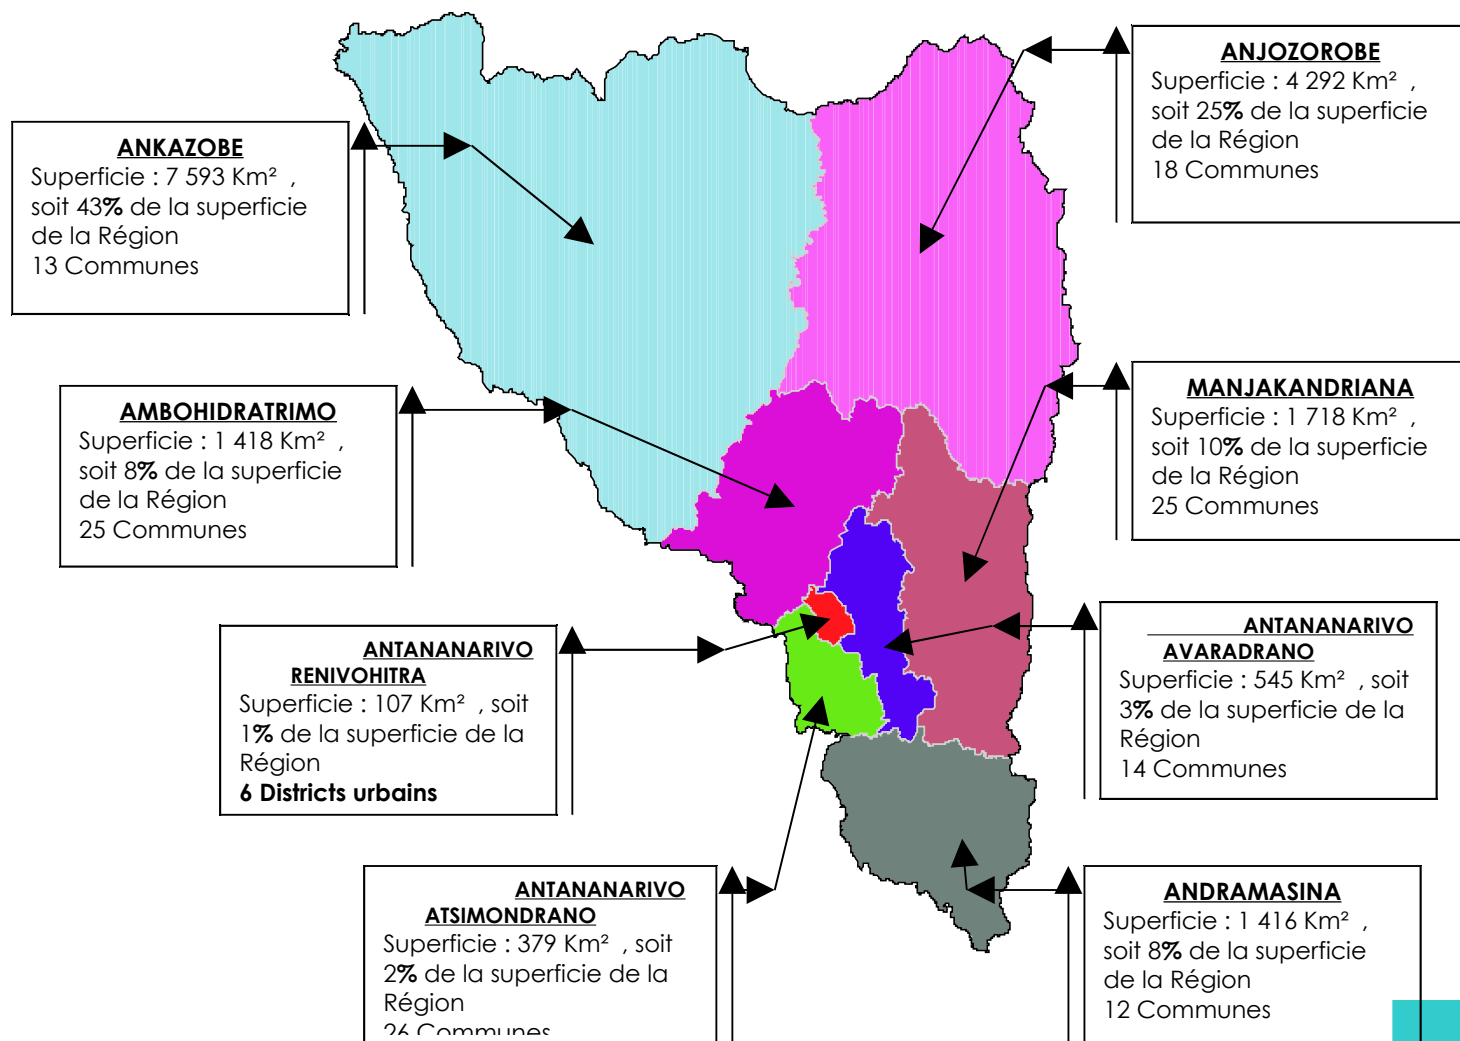 ANJOZOROBE
Superficie : 4 292 Km² ,
soit 25% de la superficie
de la Région
18 Communes
ANKAZOBE
Superficie : 7 593 Km² ,
soit 43% de la superficie
de la Région
13 Communes
AMBOHIDRATRIMO
Superficie : 1 418 Km² ,
soit 8% de la superficie
de la Région
25 Communes
MANJAKANDRIANA
Superficie : 1 718 Km² ,
soit 10% de la superficie
de la Région
25 Communes
ANTANANARIVO
RENIVOHITRA
Superficie : 107 Km² , soit
1% de la superficie de la
Région
6 Districts urbains
ANTANANARIVO
AVARADRANO
Superficie : 545 Km² , soit
3% de la superficie de la
Région
14 Communes
ANTANANARIVO
ATSIMONDRANO
Superficie : 379 Km² , soit
2% de la superficie de la
Région
26 Communes
ANDRAMASINA
Superficie : 1 416 Km² ,
soit 8% de la superficie
de la Région
12 Communes